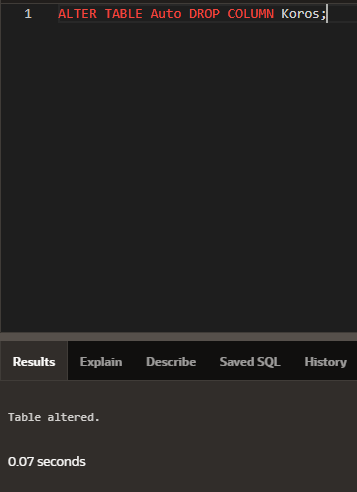 1 ALTER TABLE Auto DROP COLUMN Koros;
Results Explain Describe Saved SQL History
Table altered.
0.07 seconds